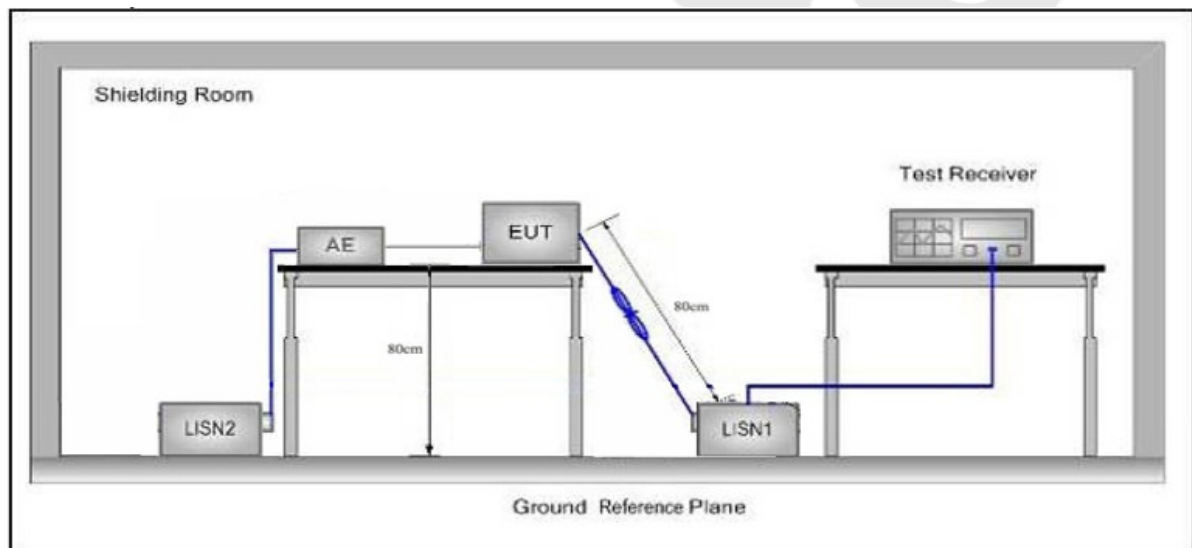 Shielding Room
Test Receiver
AE
EUT
80cm
80cm
LISN2
LISN1
Ground Reference Plane